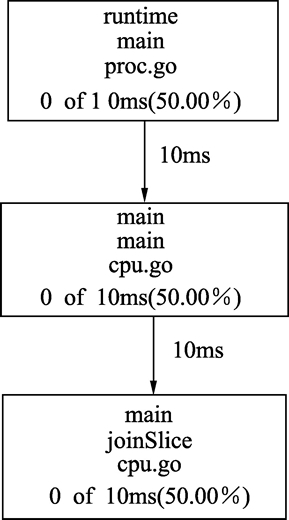 runtime
main
proc.go
0 of 1 0ms(50.00%)
10ms
main
main
cpu.go
0 of 10ms(50.00%)
10ms
main
joinSlice
cpu.go
0 of 10ms(50.00%)